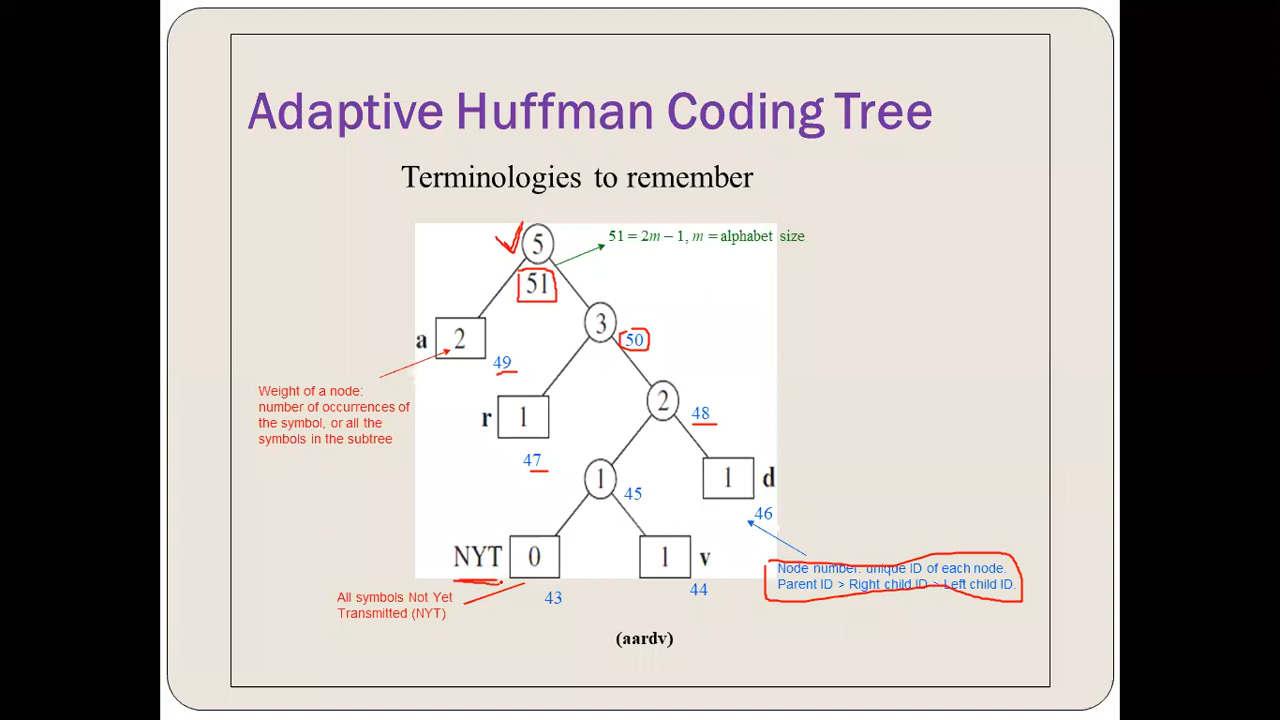 Adaptive Huffman Coding Tree
Terminologies to remember
5
51 = 2m − 1, m = alphabet size
51
3
50
a 2
49
Weight of a node:
number of occurrences of
the symbol, or all the
symbols in the subtree
2
48
r 1
47
1
45
1 d
46
NYT 0
1 v
Node number: unique ID of each node.
Parent ID > Right child ID > Left child ID.
44
43
All symbols Not Yet
Transmitted (NYT)
(aardv)